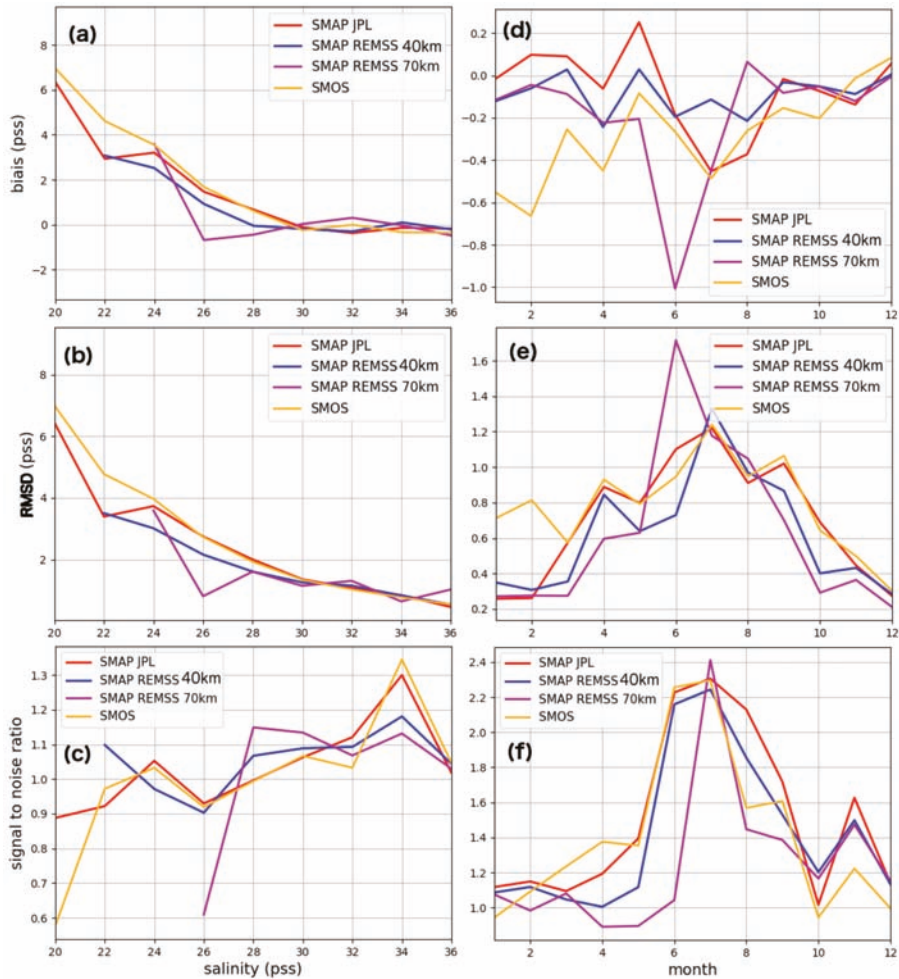 (a)
SMAP JPL
SMAP REMSS 40km
SMAP REMSS 70km
SMOS
biais (pss)
8
6
4
2
0
−2
20 22 24 26 28 30 32 34 36
(d)
SMAP JPL
SMAP REMSS 40km
SMAP REMSS 70km
SMOS
0.2
0.0
−0.2
−0.4
−0.6
−0.8
−1.0
2 4 6 8 10 12
(b)
SMAP JPL
SMAP REMSS 40km
SMAP REMSS 70km
SMOS
RMSD (pss)
8
6
4
2
20 22 24 26 28 30 32 34 36
(e)
SMAP JPL
SMAP REMSS 40km
SMAP REMSS 70km
SMOS
1.6
1.4
1.2
1.0
0.8
0.6
0.4
0.2
2 4 6 8 10 12
SMAP JPL
SMAP REMSS 40km
SMAP REMSS 70km
SMOS
(c)
signal to noise ratio
1.3
1.2
1.1
1.0
0.9
0.8
0.7
0.6
20 22 24 26 28 30 32 34 36
salinity (pss)
SMAP JPL
SMAP REMSS 40km
SMAP REMSS 70km
SMOS
(f)
2.4
2.2
2.0
1.8
1.6
1.4
1.2
1.0
2 4 6 8 10 12
month